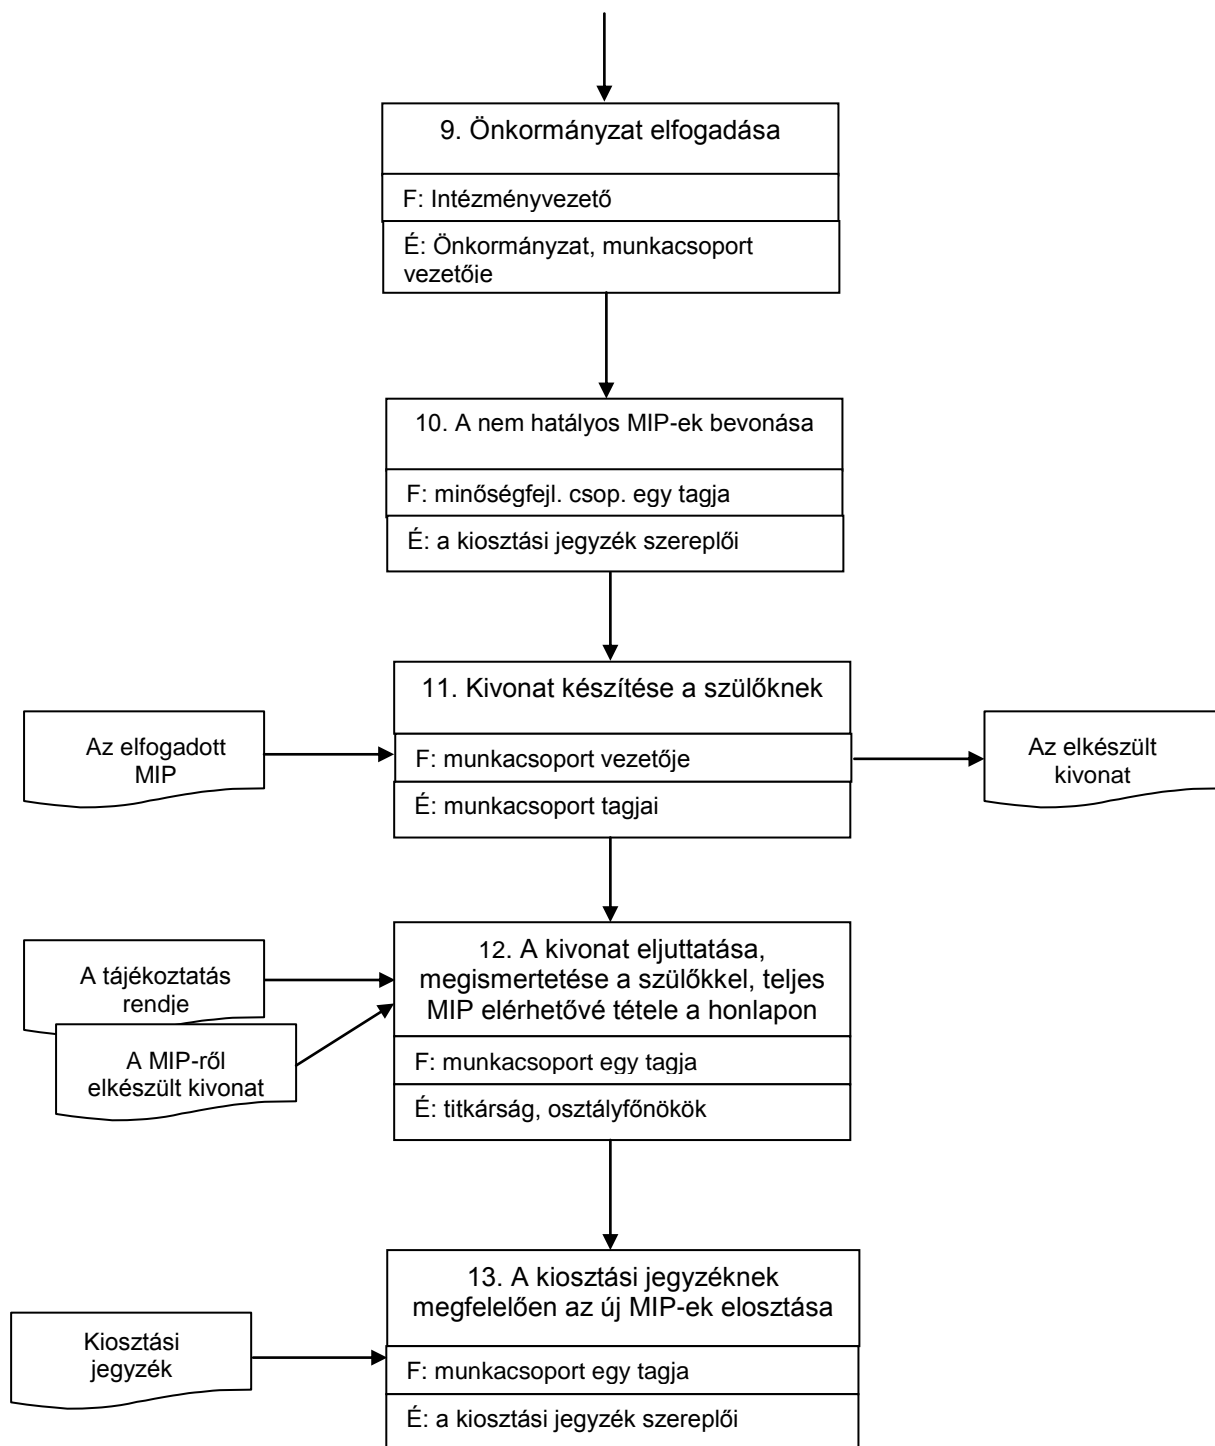 9. Önkormányzat elfogadása
F: Intézményvezető
É: Önkormányzat, munkacsoport
vezetője
10. A nem hatályos MIP-ek bevonása
F: minőségfejl. csop. egy tagja
É: a kiosztási jegyzék szereplői
11. Kivonat készítése a szülőknek
Az elfogadott
MIP
F: munkacsoport vezetője
É: munkacsoport tagjai
Az elkészült
kivonat
12. A kivonat eljuttatása,
megismertetése a szülőkkel, teljes
MIP elérhetővé tétele a honlapon
A tájékoztatás
rendje
A MIP-ről
elkészült kivonat
F: munkacsoport egy tagja
É: titkárság, osztályfőnökök
13. A kiosztási jegyzéknek
megfelelően az új MIP-ek elosztása
Kiosztási
jegyzék
F: munkacsoport egy tagja
É: a kiosztási jegyzék szereplői